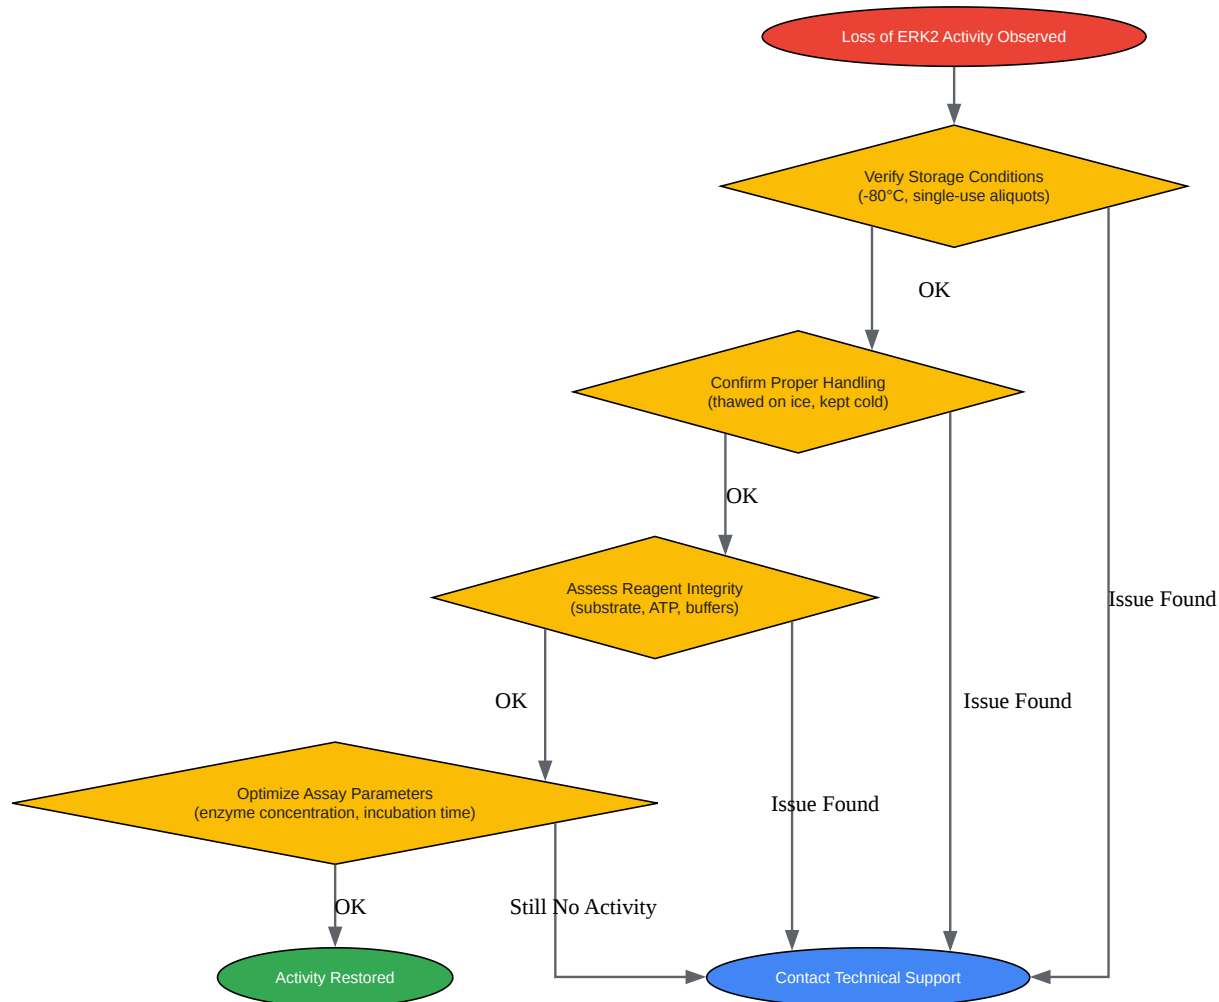 Loss of ERK2 Activity Observed
Verify Storage Conditions
(-80°C, single-use aliquots)
OK
Confirm Proper Handling
(thawed on ice, kept cold)
OK
Assess Reagent Integrity
(substrate, ATP, buffers)
Issue Found
OK
Issue Found
Optimize Assay Parameters
(enzyme concentration, incubation time)
Issue Found
OK
Still No Activity
Activity Restored
Contact Technical Support